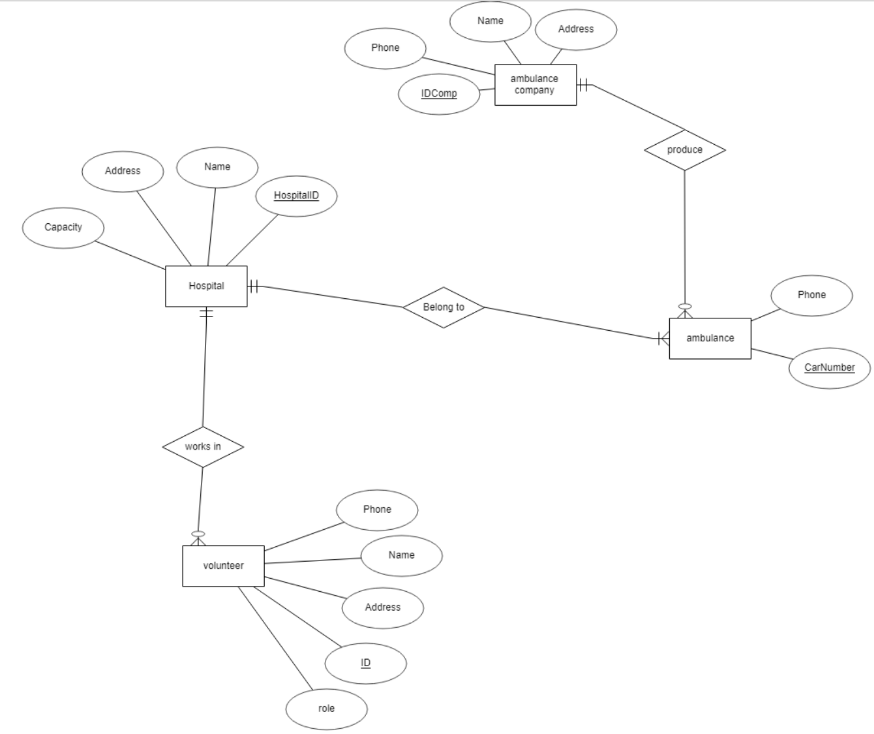 Name
Address
Phone
ambulance
company
IDComp
produce
Address
Name
HospitalID
Capacity
Hospital
Belong to
Phone
ambulance
CarNumber
works in
Phone
Name
volunteer
Address
ID
role